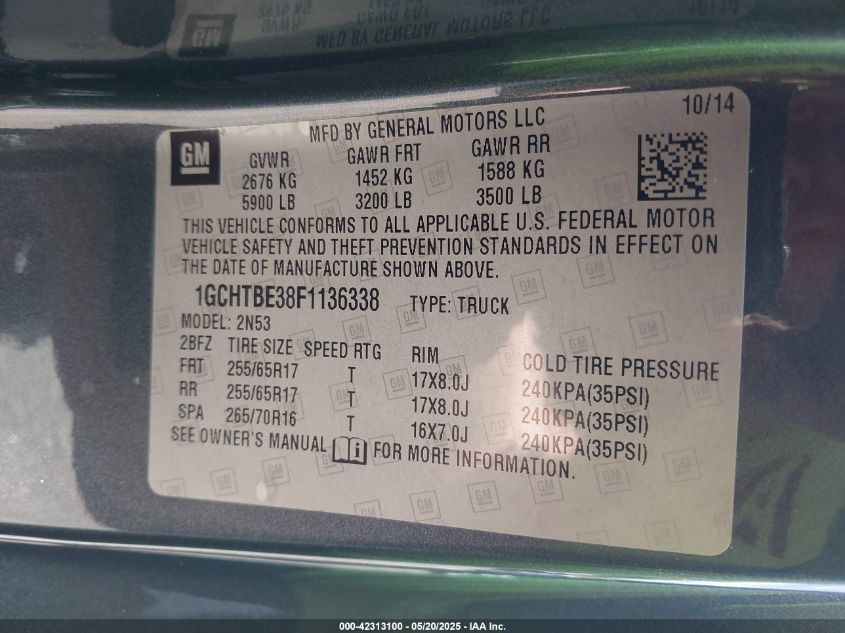 10/14
MFD BY GENERAL MOTORS LLC
GM
GVWR GAWR FRT GAWR RR
2676 KG 1452 KG 1588 KG
5900 LB 3200 LB 3500 LB
THIS VEHICLE CONFORMS TO ALL APPLICABLE U.S. FEDERAL MOTOR
VEHICLE SAFETY AND THEFT PREVENTION STANDARDS IN EFFECT ON
THE DATE OF MANUFACTURE SHOWN ABOVE.
1GCHTBE38F1136338 TYPE: TRUCK
MODEL: 2N53
2BFZ TIRE SIZE SPEED RTG RIM COLD TIRE PRESSURE
FRT 255/65R17 T 17X8.0J 240KPA(35PSI)
RR 255/65R17 T 17X8.0J 240KPA(35PSI)
SPA 265/70R16 T 16X7.0J 240KPA(35PSI)
SEE OWNER'S MANUAL FOR MORE INFORMATION.
000-42313100 - 05/20/2025 - IAA Inc.